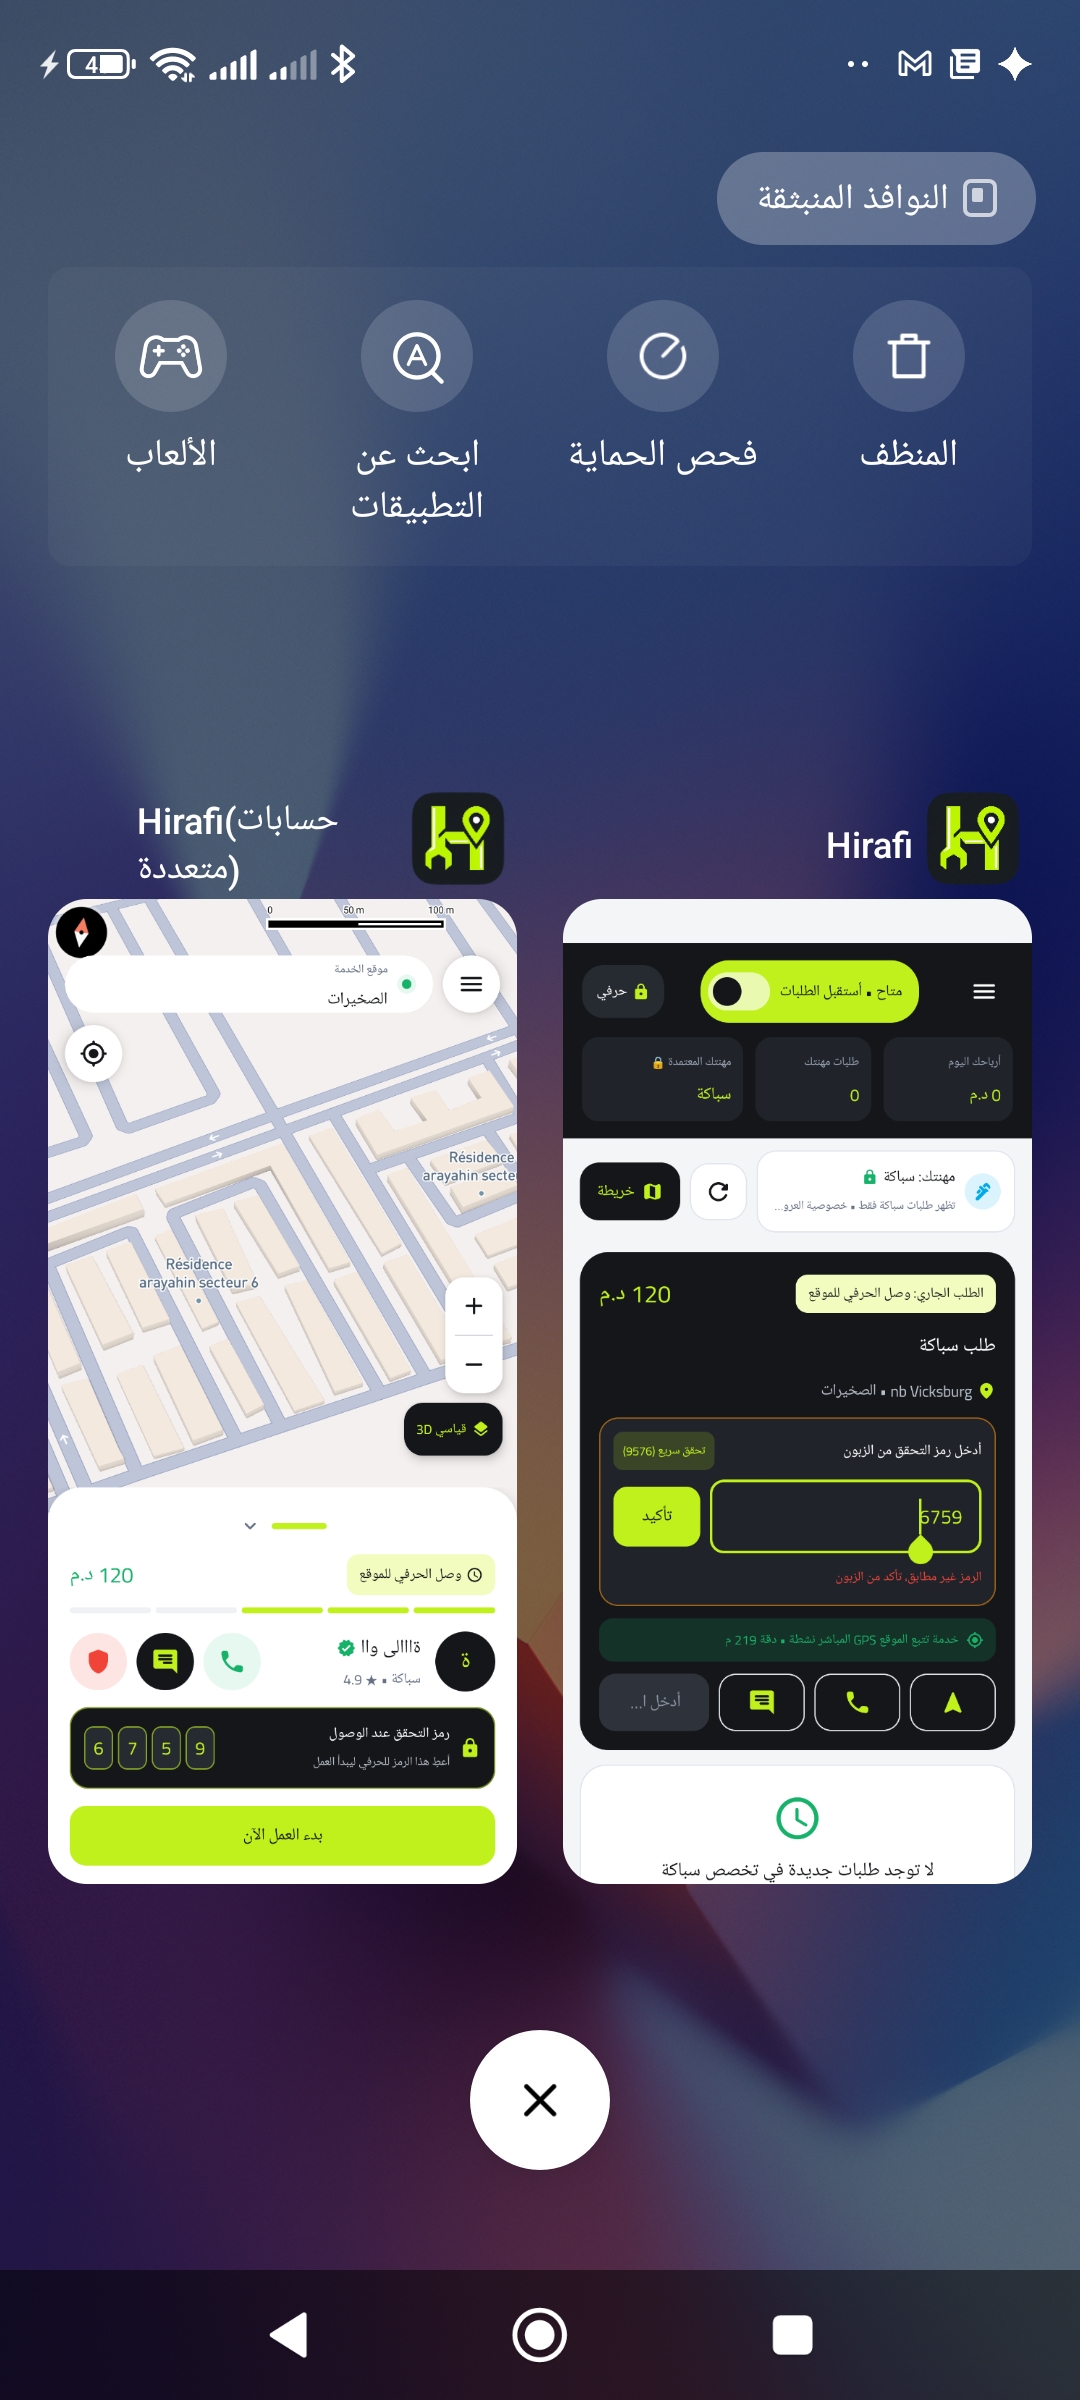 4
النوافذ المنبثقة
المنظف
فحص الحماية
ابحث عن
التطبيقات
الألعاب
Hirafi
Hirafi(حسابات
متعددة)
متاح • أستقبل الطلبات
حرفي
أرباحك اليوم
0 د.م
طلبات مهنتك
0
مهنتك المعتمدة
سباكة
مهنتك: سباكة
تظهر طلبات سباكة فقط • خصوصية العرو...
خريطة
الطلب الجاري: وصل الحرفي للموقع
120 د.م
طلب سباكة
nb Vicksburg • الصخيرات
أدخل رمز التحقق من الزبون
تحقق سريع (9576)
6759
تأكيد
الرمز غير مطابق، تأكد من الزبون
خدمة تتبع الموقع GPS المباشر نشطة • دقة 219 م
أدخل ا...
لا توجد طلبات جديدة في تخصص سباكة
0 50 m 100 m
موقع الخدمة
الصخيرات
Résidence
arayahin secte
Résidence
arayahin secteur 6
+
−
قياسي 3D
وصل الحرفي للموقع
120 د.م
ة
ةااللى واا
سباكة • ★ 4.9
رمز التحقق عند الوصول
أعط هذا الرمز للحرفي ليبدأ العمل
6 7 5 9
بدء العمل الآن